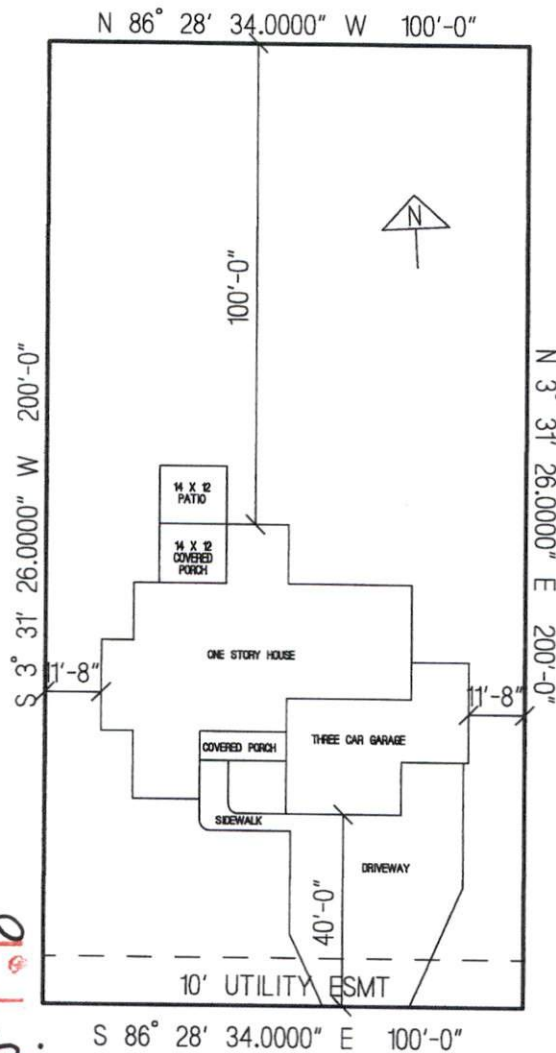 N 86° 28' 34.0000" W 100'-0"
N
100'-0"
S 3° 31' 26.0000" W 200'-0"
N 3° 31' 26.0000" E 200'-0"
14 X 12
PATIO
14 X 12
COVERED
PORCH
ONE STORY HOUSE
11'-8"
11'-8"
THREE CAR GARAGE
COVERED PORCH
SIDEWALK
DRIVEWAY
40'-0"
10' UTILITY ESMT
S 86° 28' 34.0000" E 100'-0"